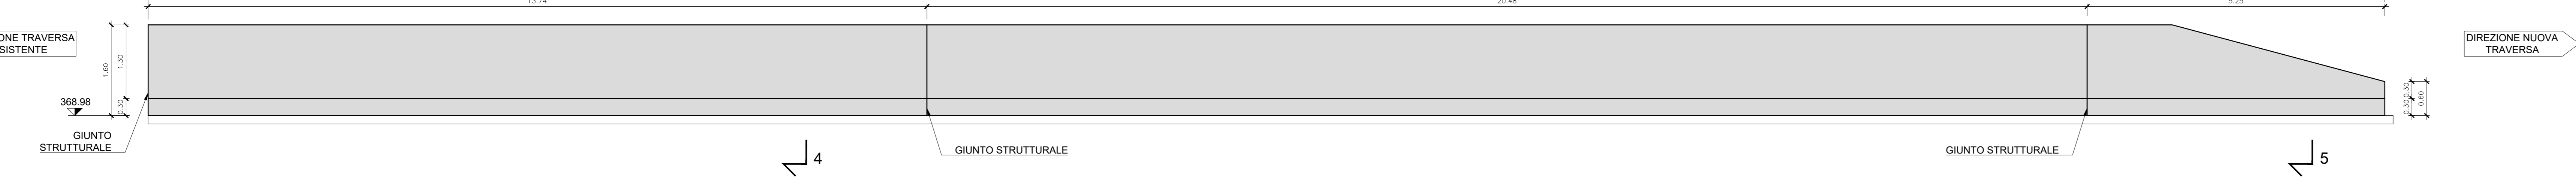 13.74
20.48
5.25
ONE TRAVERSA
SISTENTE
DIREZIONE NUOVA
TRAVERSA
1.60
1.30
0.30
368.98
0.30
0.30
0.60
GIUNTO
STRUTTURALE
GIUNTO STRUTTURALE
GIUNTO STRUTTURALE
4
5